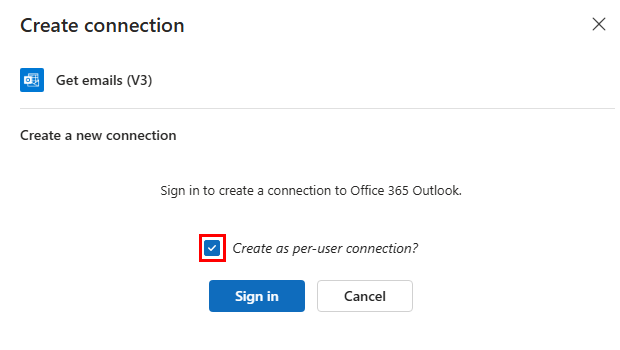 Create connection
Get emails (V3)
Create a new connection
Sign in to create a connection to Office 365 Outlook.
Create as per-user connection?
Sign in
Cancel